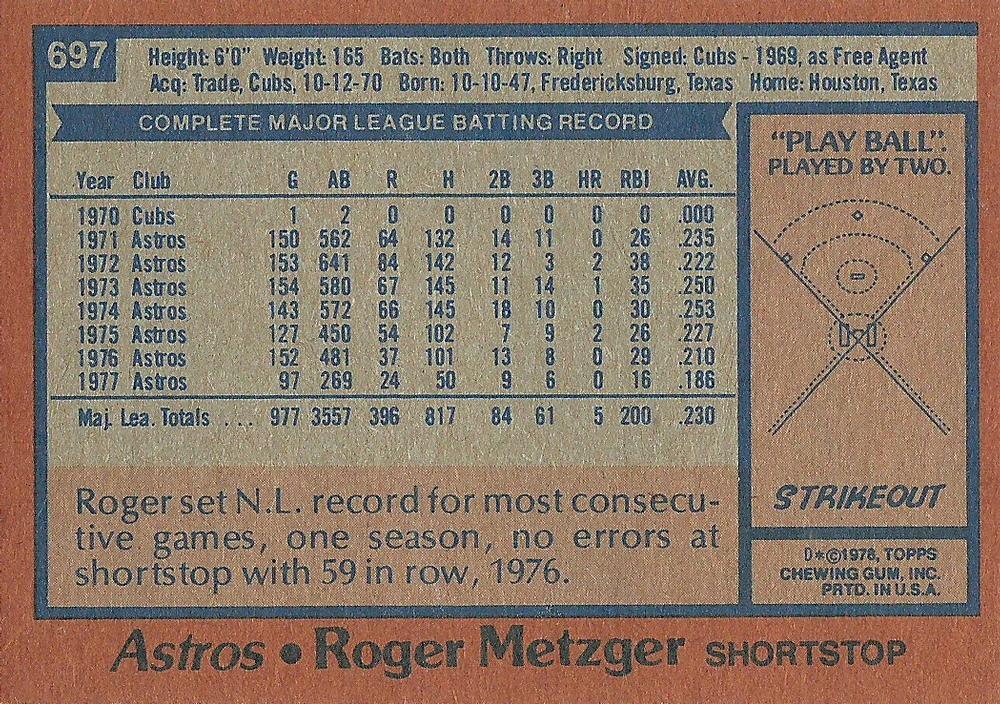 697
Height: 6'0" Weight: 165 Bats: Both Throws: Right Signed: Cubs - 1969, as Free Agent
Acq: Trade, Cubs, 10-12-70 Born: 10-10-47, Fredericksburg, Texas Home: Houston, Texas
COMPLETE MAJOR LEAGUE BATTING RECORD
Year Club G AB R H 2B 3B HR RBI AVG.
1970 Cubs 1 2 0 0 0 0 0 0 .000
1971 Astros 150 562 64 132 14 11 0 26 .235
1972 Astros 153 641 84 142 12 3 2 38 .222
1973 Astros 154 580 67 145 11 14 1 35 .250
1974 Astros 143 572 66 145 18 10 0 30 .253
1975 Astros 127 450 54 102 7 9 2 26 .227
1976 Astros 152 481 37 101 13 8 0 29 .210
1977 Astros 97 269 24 50 9 6 0 16 .186
Maj. Lea. Totals . . . 977 3557 396 817 84 61 5 200 .230
Roger set N.L. record for most consecu-
tive games, one season, no errors at
shortstop with 59 in row, 1976.
"PLAY BALL".
PLAYED BY TWO.
STRIKEOUT
D*©1978, TOPPS
CHEWING GUM, INC.
PRTD. IN U.S.A.
Astros • Roger Metzger SHORTSTOP